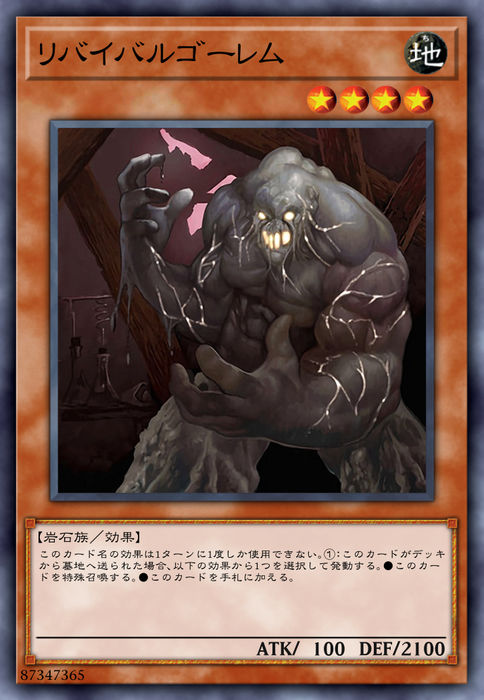 リバイバルゴーレム
ち
地
【岩石族／効果】
このカード名の効果は1ターンに1度しか使用できない。①：このカードがデッキ
から墓地へ送られた場合、以下の効果から1つを選択して発動する。●このカー
ドを特殊召喚する。●このカードを手札に加える。
ATK/ 100 DEF/2100
87347365